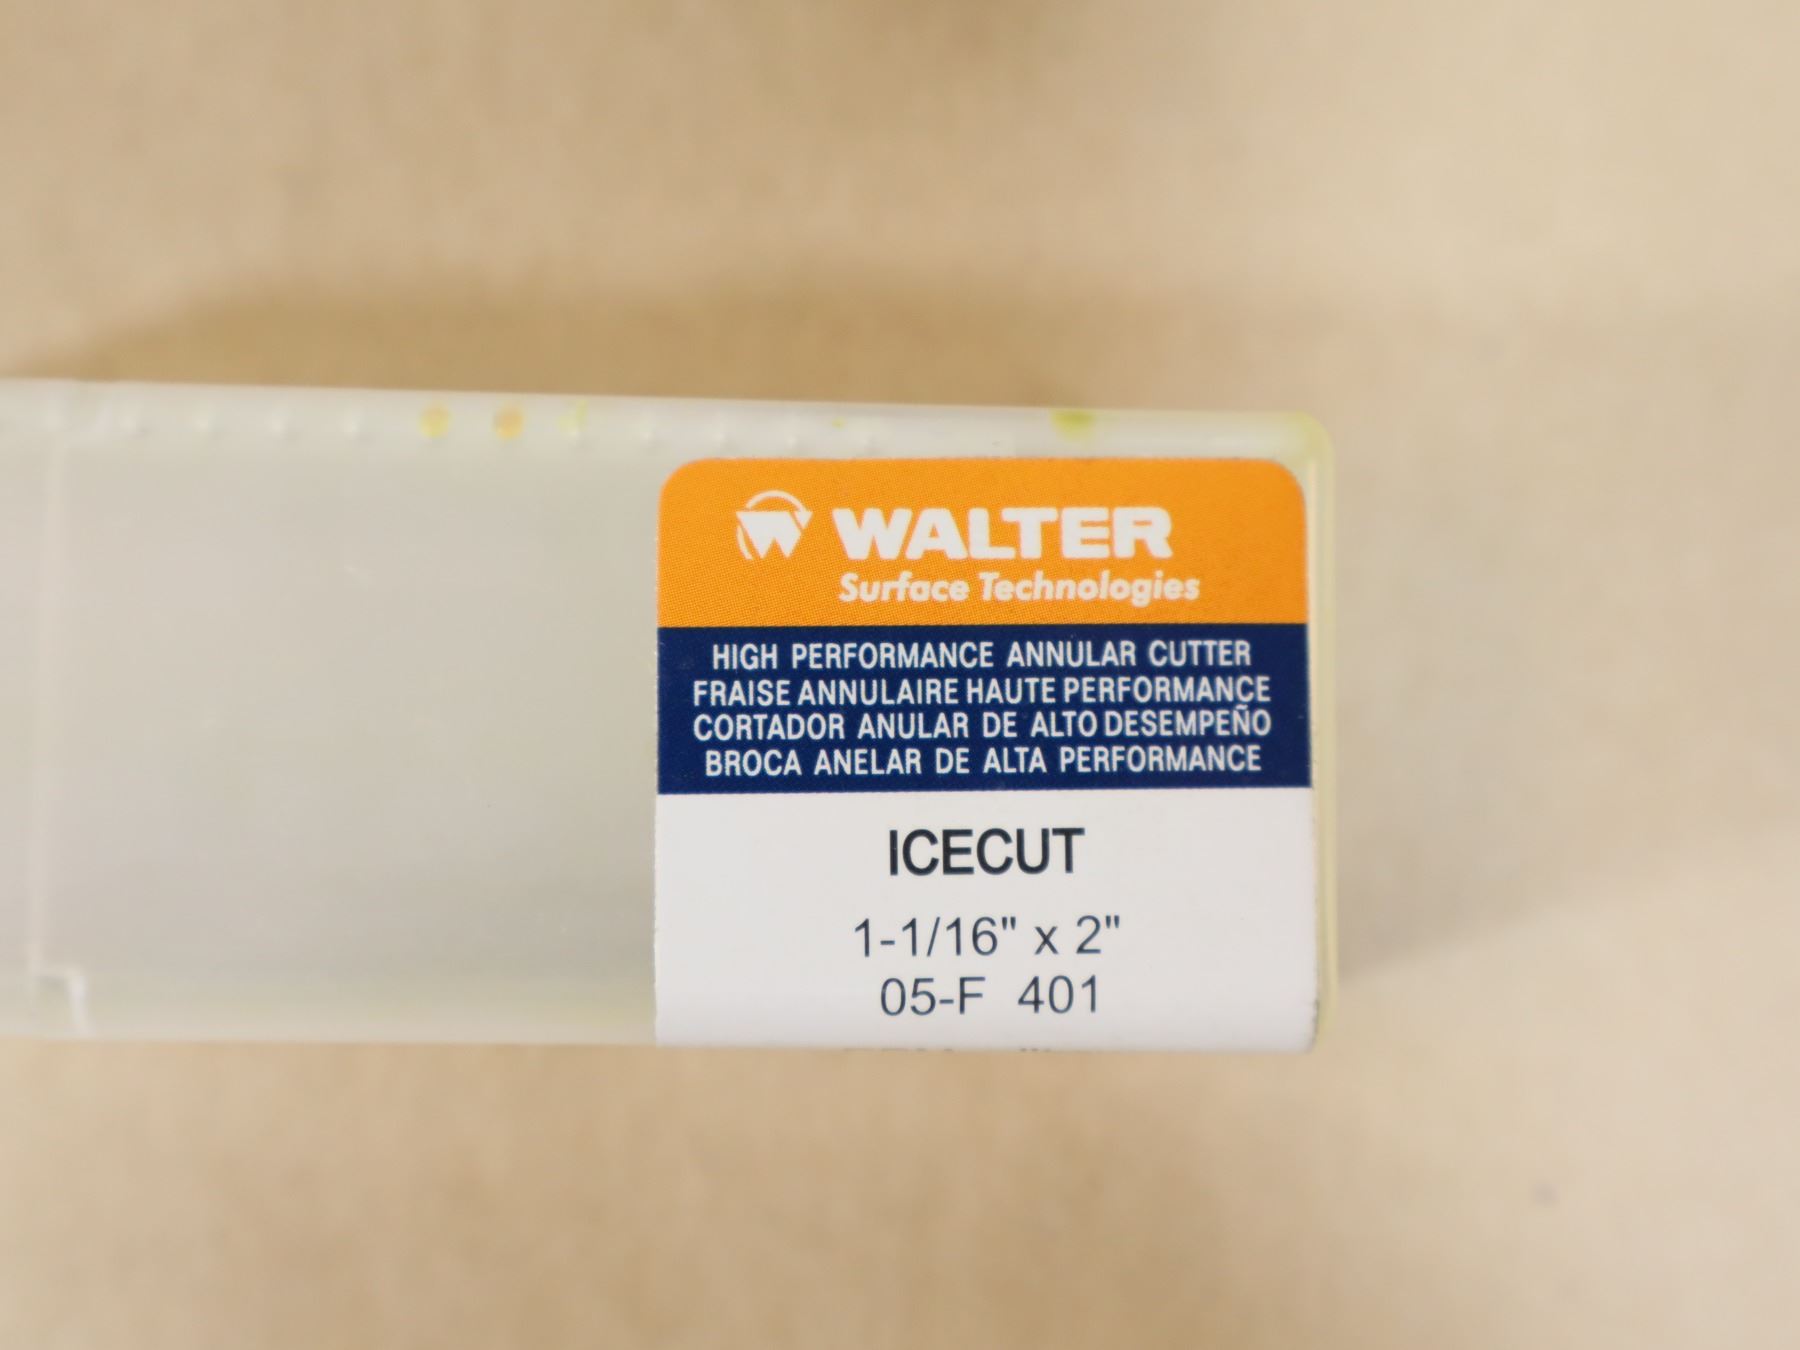 WALTER
Surface Technologies
HIGH PERFORMANCE ANNULAR CUTTER
FRAISE ANNULAIRE HAUTE PERFORMANCE
CORTADOR ANULAR DE ALTO DESEMPEÑO
BROCA ANELAR DE ALTA PERFORMANCE
ICECUT
1-1/16" x 2"
05-F 401